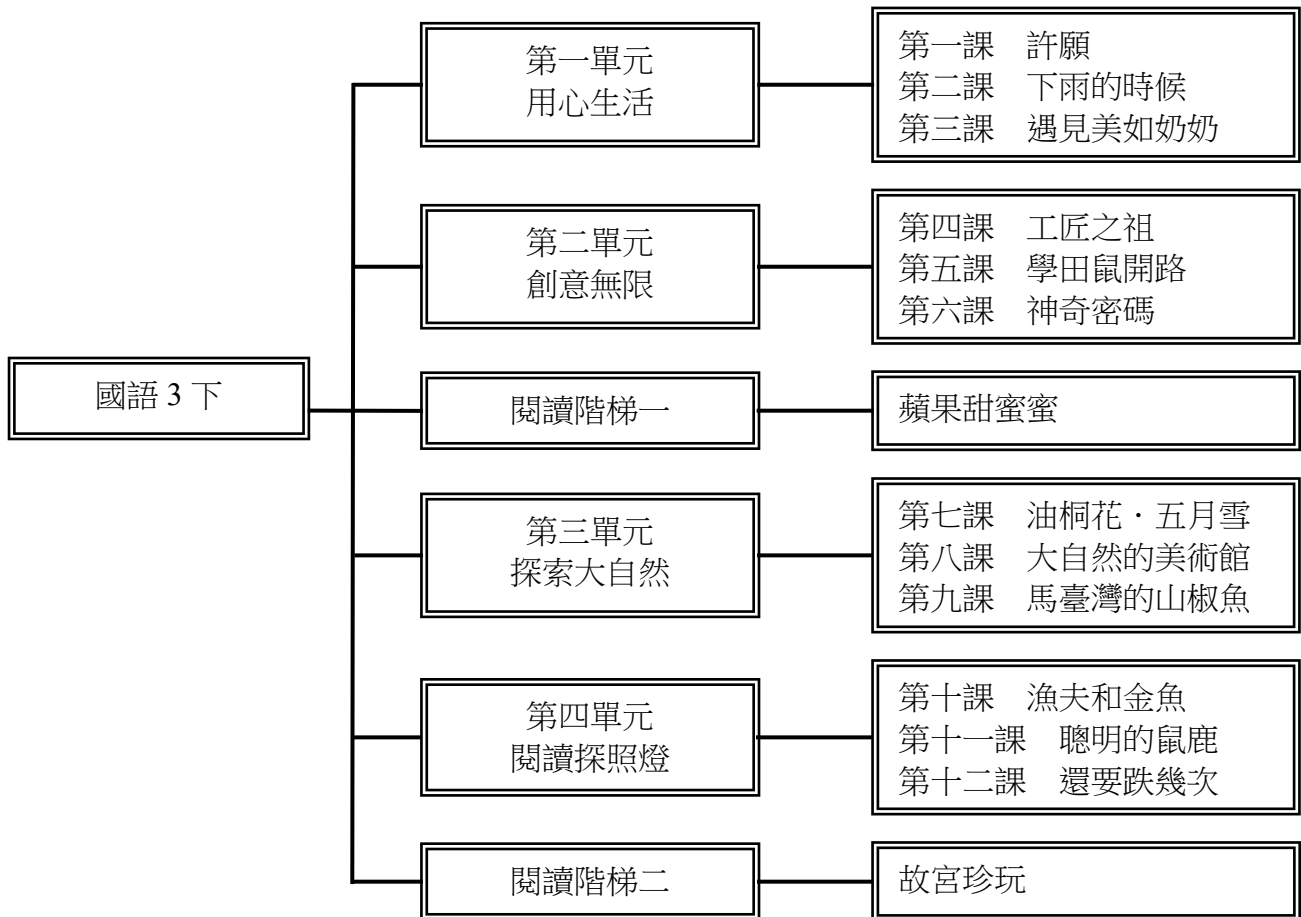 國語 3 下
第一單元
用心生活
第一課　許願
第二課　下雨的時候
第三課　遇見美如奶奶
第二單元
創意無限
第四課　工匠之祖
第五課　學田鼠開路
第六課　神奇密碼
閱讀階梯一
蘋果甜蜜蜜
第三單元
探索大自然
第七課　油桐花．五月雪
第八課　大自然的美術館
第九課　馬臺灣的山椒魚
第四單元
閱讀探照燈
第十課　漁夫和金魚
第十一課　聰明的鼠鹿
第十二課　還要跌幾次
閱讀階梯二
故宮珍玩